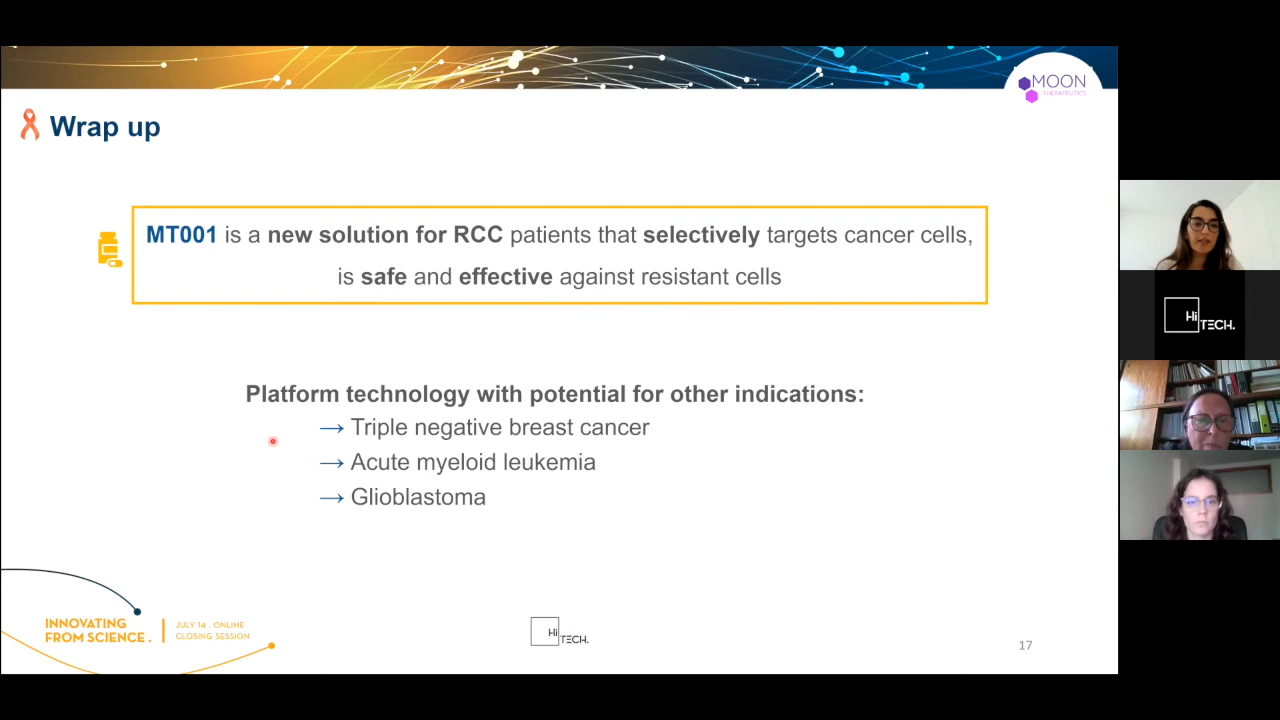 MOON
THERAPEUTICS
Wrap up
MT001 is a new solution for RCC patients that selectively targets cancer cells,
is safe and effective against resistant cells
Platform technology with potential for other indications:
→ Triple negative breast cancer
→ Acute myeloid leukemia
→ Glioblastoma
INNOVATING
FROM SCIENCE.
JULY 14 . ONLINE
CLOSING SESSION
Hi
TECH.
17
Hi
TECH.